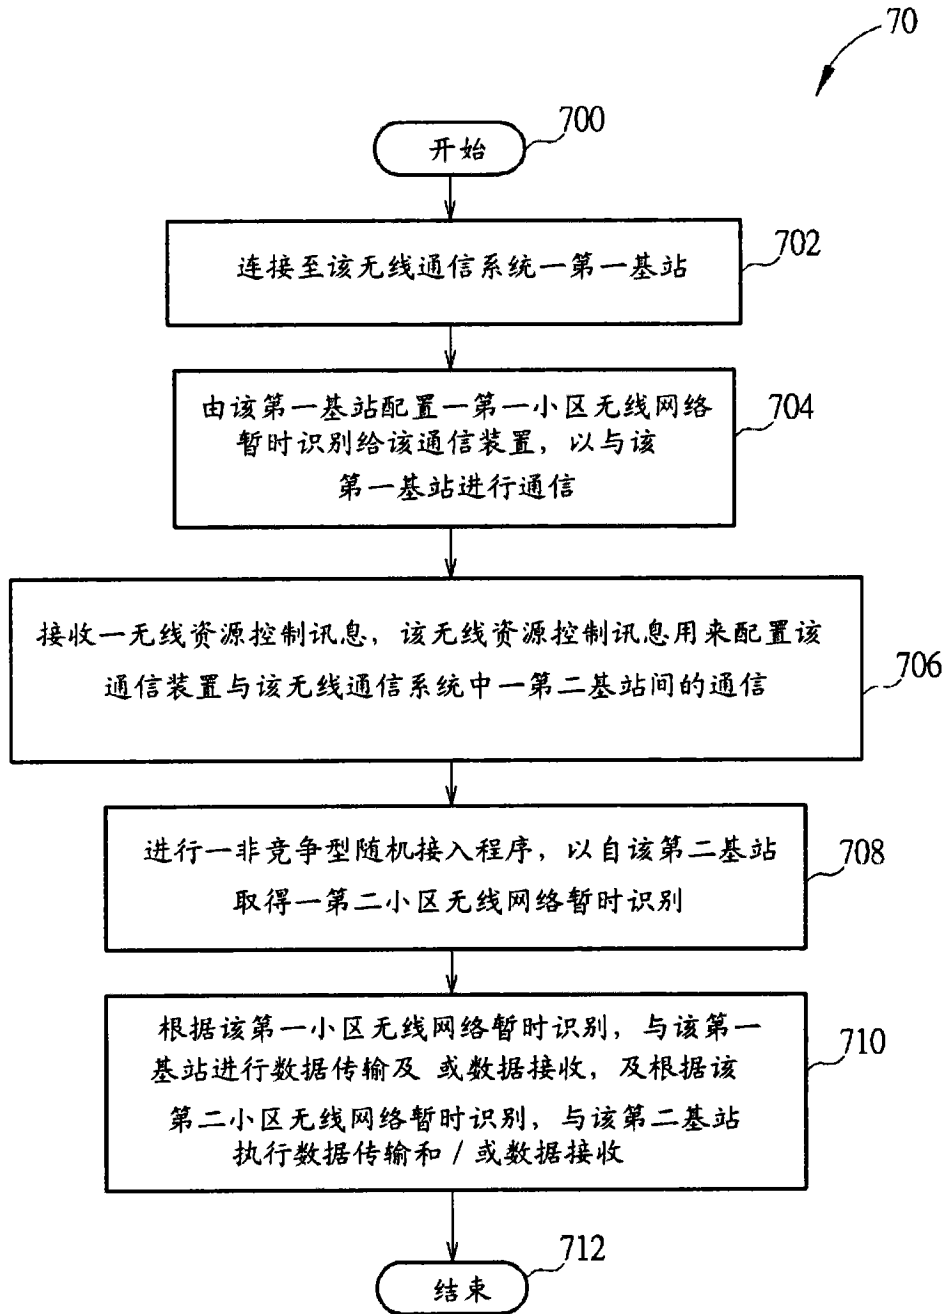 70
开始
700
连接至该无线通信系统一第一基站
702
由该第一基站配置一第一小区无线网络
暂时识别给该通信装置，以与该
第一基站进行通信
704
接收一无线资源控制讯息，该无线资源控制讯息用来配置该
通信装置与该无线通信系统中一第二基站间的通信
706
进行一非竞争型随机接入程序，以自该第二基站
取得一第二小区无线网络暂时识别
708
根据该第一小区无线网络暂时识别，与该第一
基站进行数据传输及 或数据接收，及根据该
第二小区无线网络暂时识别，与该第二基站
执行数据传输和 / 或数据接收
710
结束
712